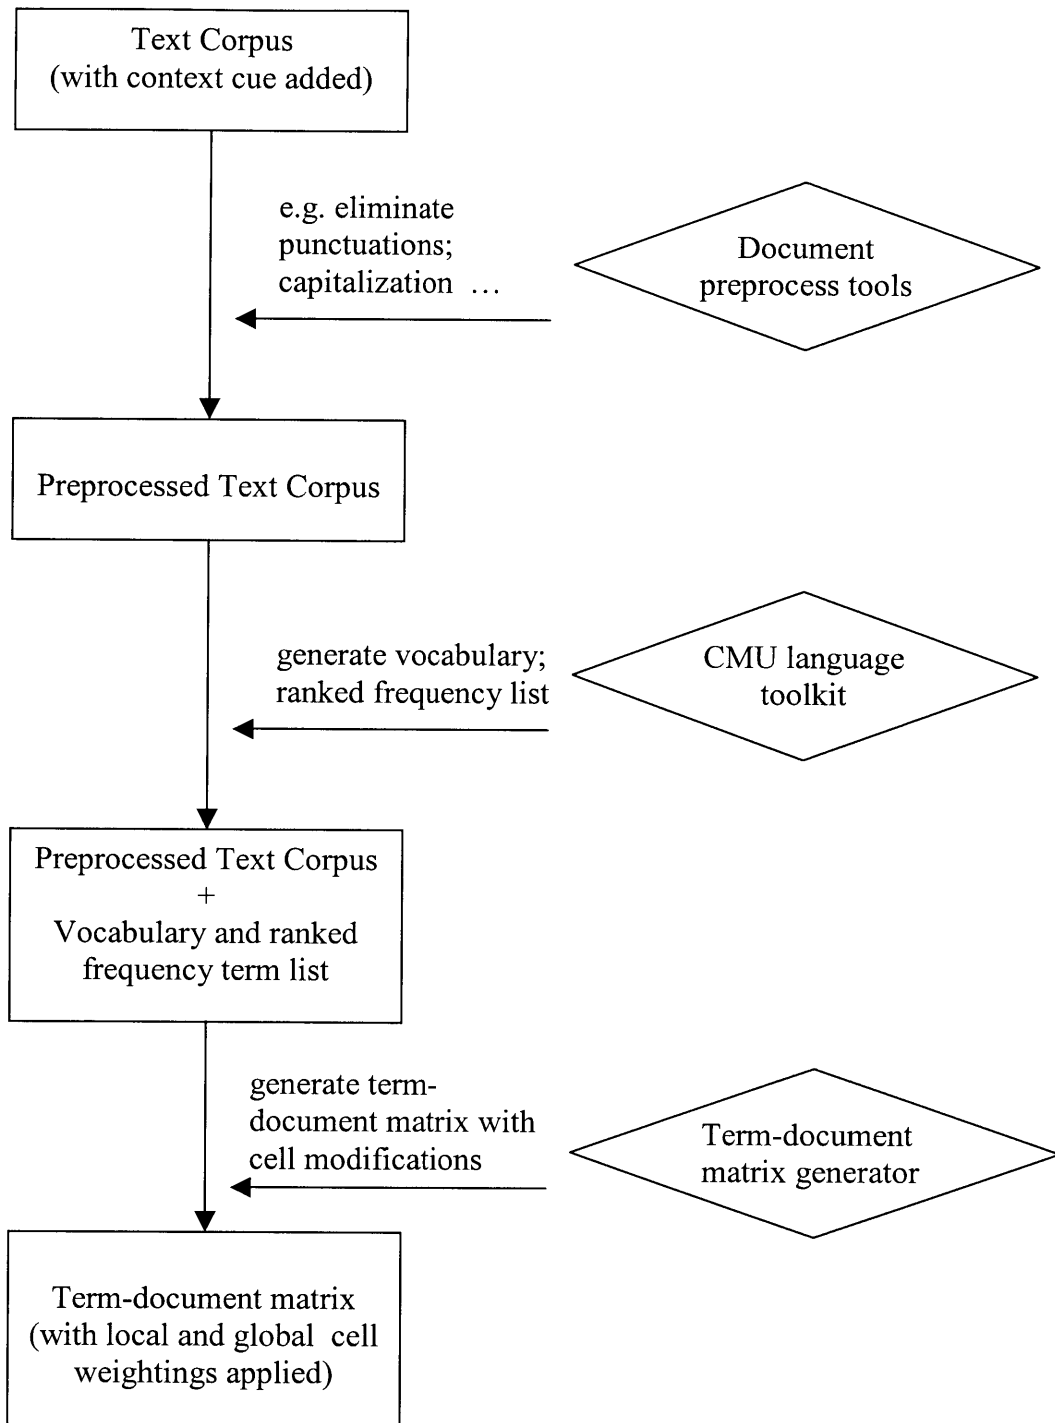 Text Corpus
(with context cue added)
e.g. eliminate
punctuations;
capitalization …
Document
preprocess tools
Preprocessed Text Corpus
generate vocabulary;
ranked frequency list
CMU language
toolkit
Preprocessed Text Corpus
+
Vocabulary and ranked
frequency term list
generate term-
document matrix with
cell modifications
Term-document
matrix generator
Term-document matrix
(with local and global cell
weightings applied)